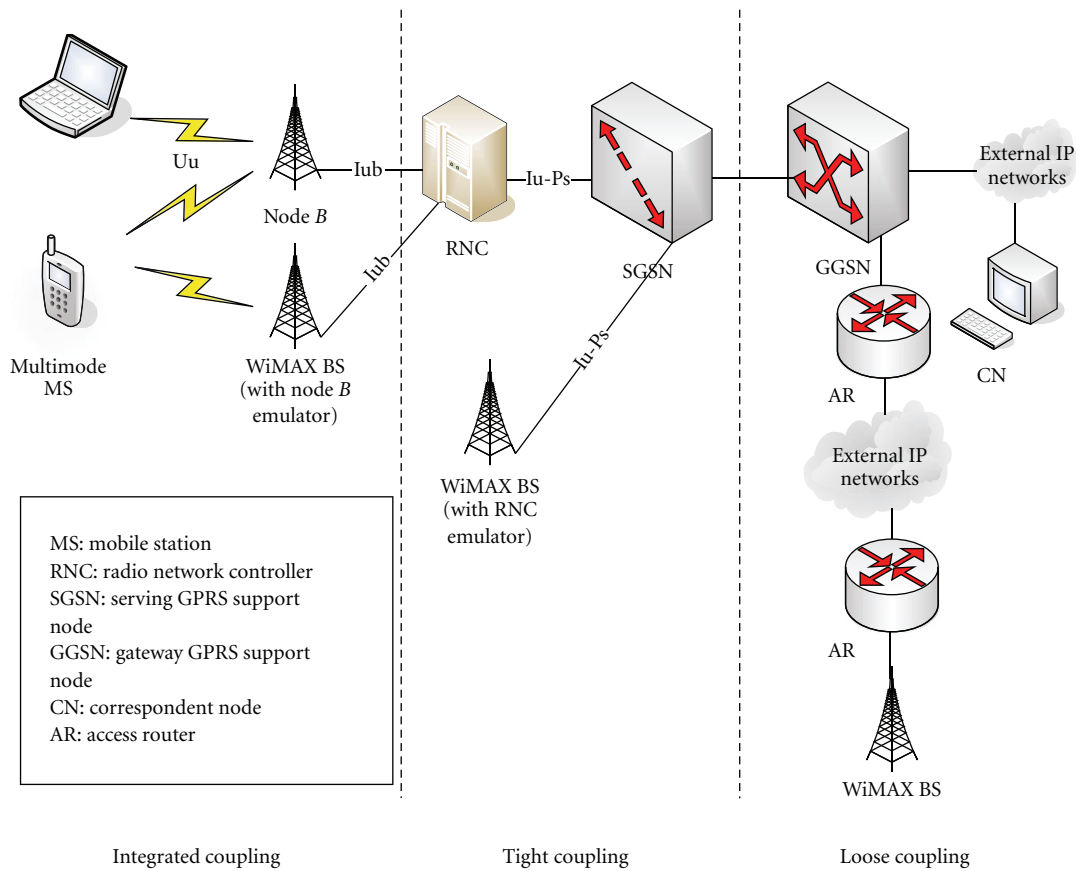 Uu
Iub
Node B
Iub
Multimode
MS
WiMAX BS
(with node B
emulator)
RNC
Iu-Ps
SGSN
Iu-Ps
WiMAX BS
(with RNC
emulator)
GGSN
External IP
networks
CN
AR
External IP
networks
AR
WiMAX BS
MS: mobile station
RNC: radio network controller
SGSN: serving GPRS support
node
GGSN: gateway GPRS support
node
CN: correspondent node
AR: access router
Integrated coupling
Tight coupling
Loose coupling